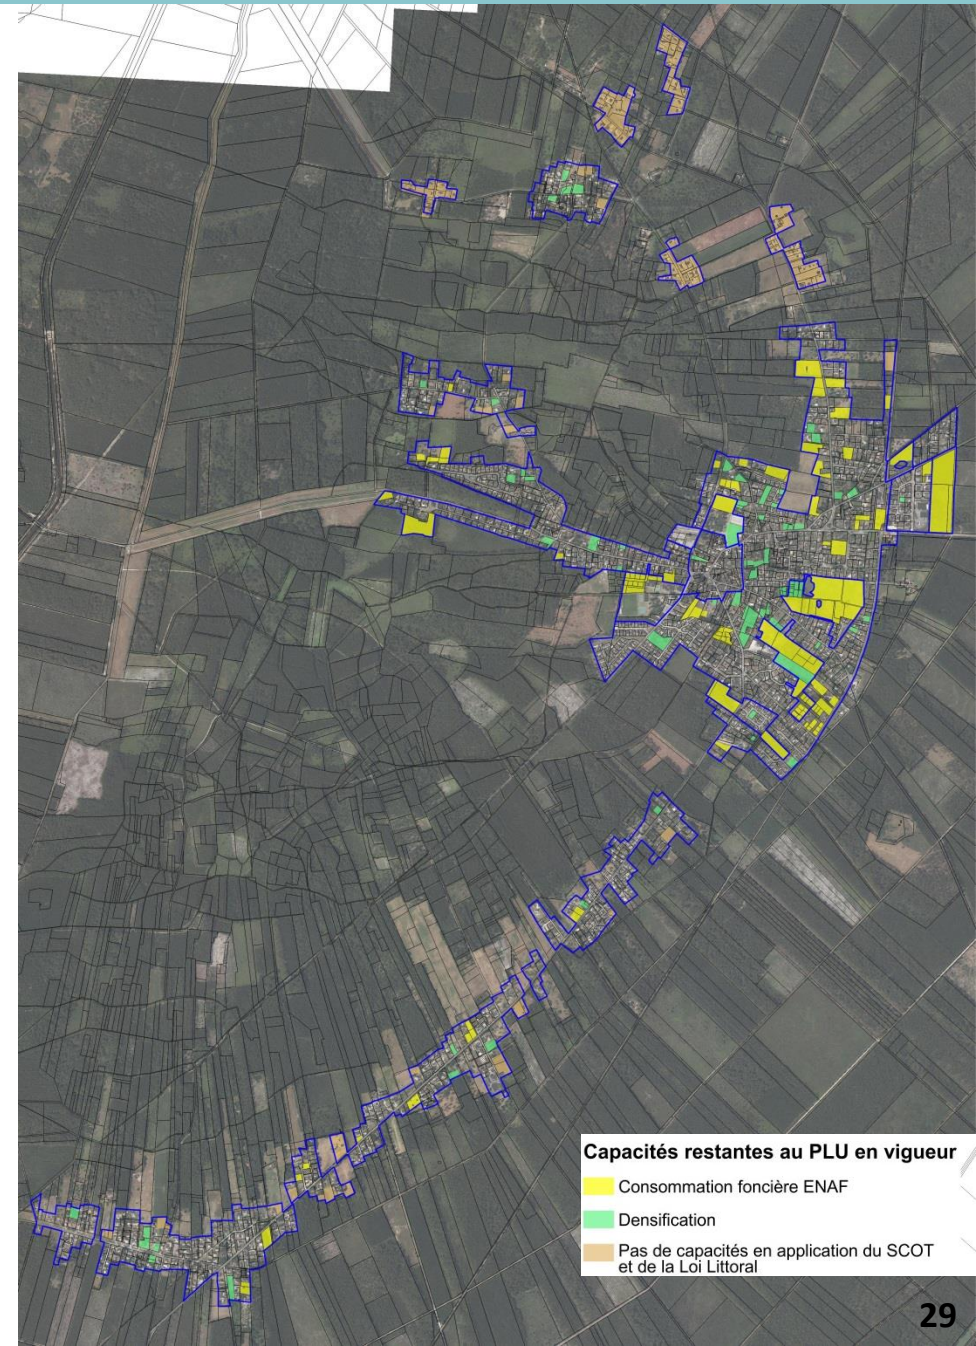 Capacités restantes au PLU en vigueur
Consommation foncière ENAF
Densification
Pas de capacités en application du SCOT
et de la Loi Littoral
29